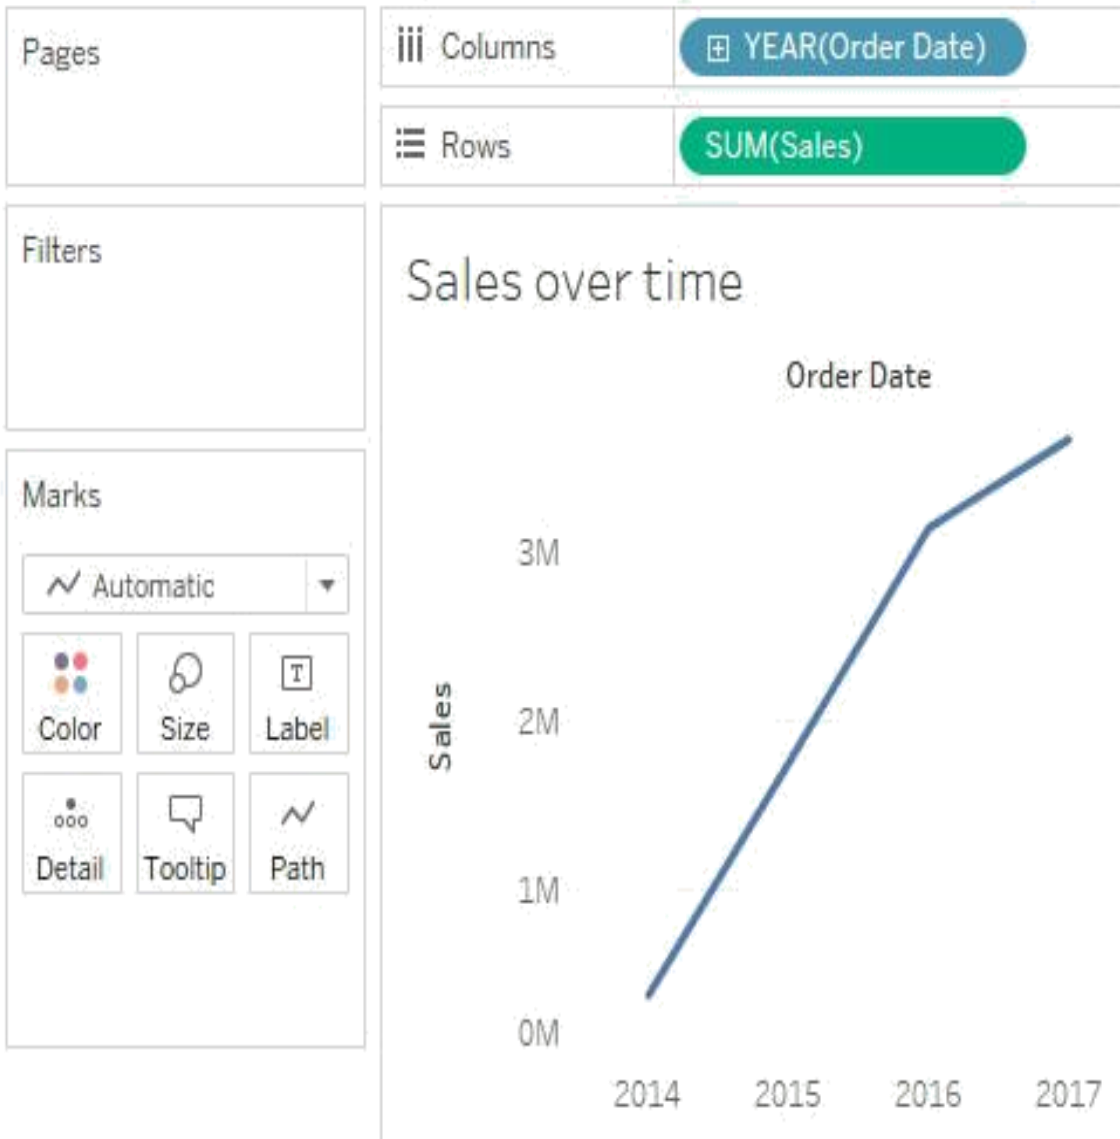 Pages
Columns
YEAR(Order Date)
Rows
SUM(Sales)
Filters
Sales over time
Order Date
Marks
Automatic
Color
Size
Label
Detail
Tooltip
Path
Sales
3M
2M
1M
0M
2014 2015 2016 2017